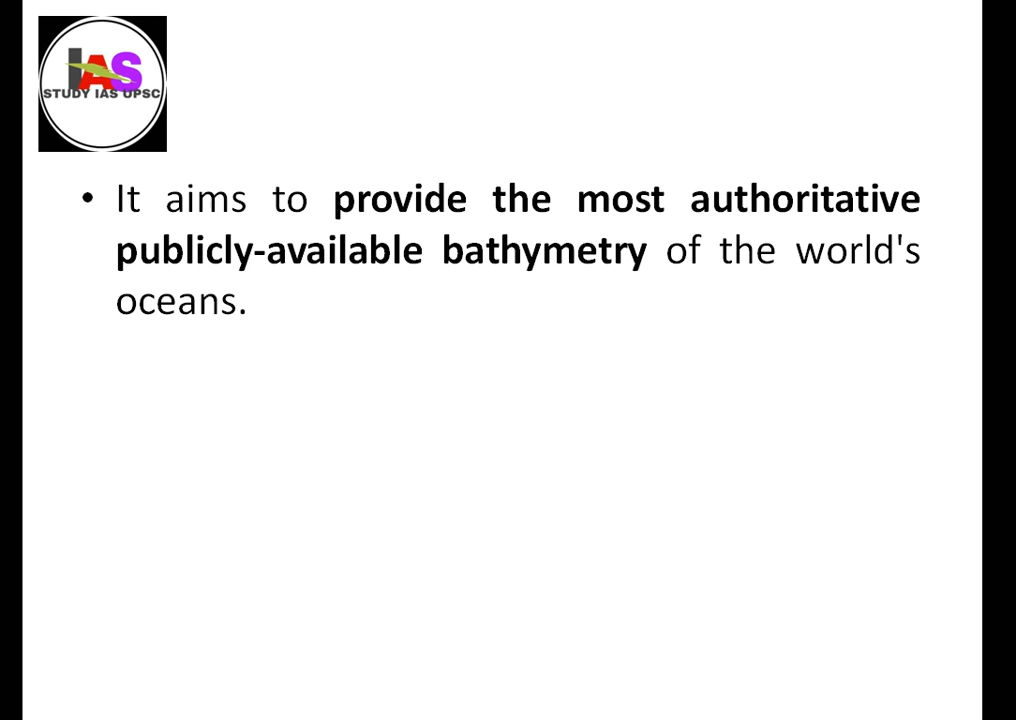 IAS
STUDY IAS UPSC
• It aims to provide the most authoritative
publicly-available bathymetry of the world's
oceans.